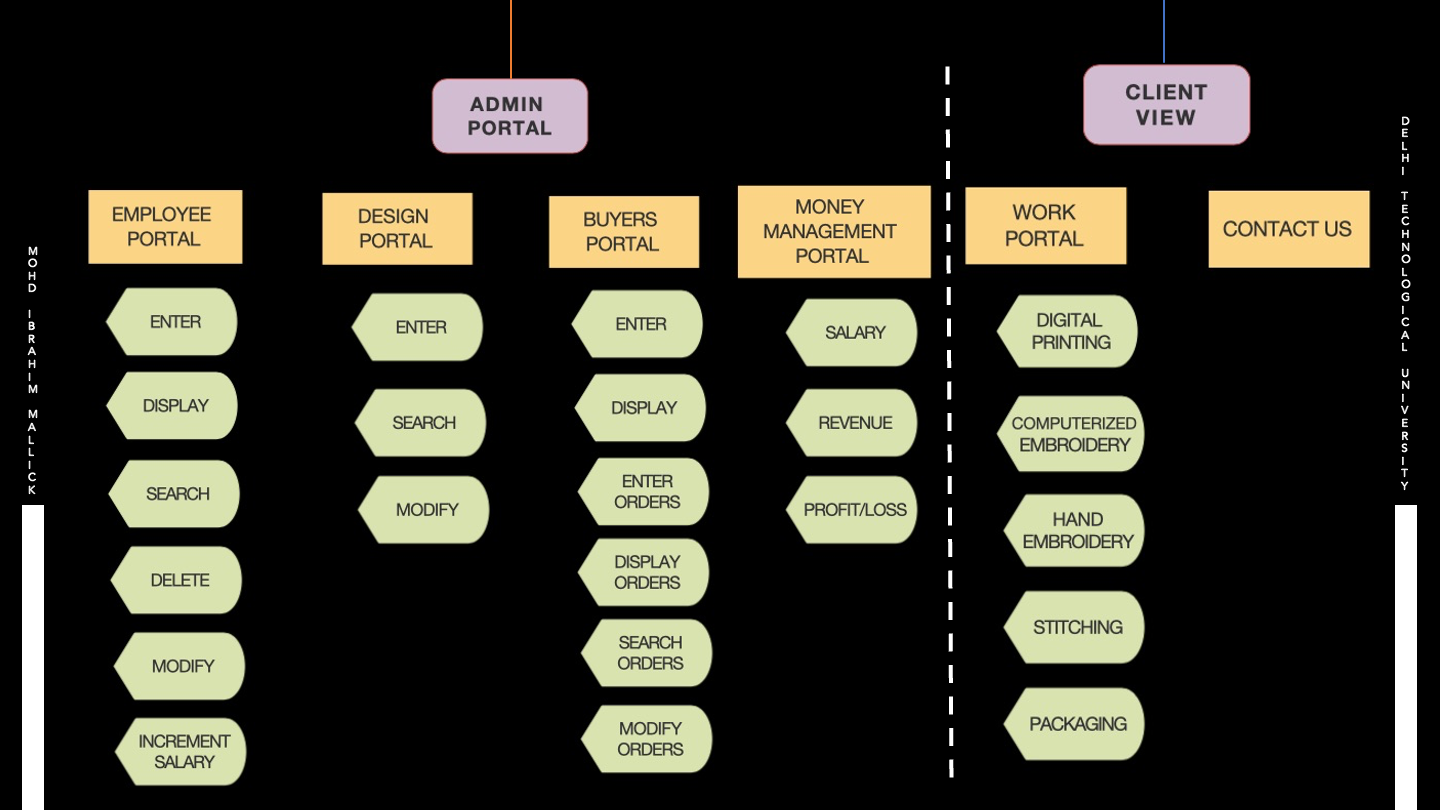 ADMIN
PORTAL
CLIENT
VIEW
EMPLOYEE
PORTAL
ENTER
DISPLAY
SEARCH
DELETE
MODIFY
INCREMENT
SALARY
DESIGN
PORTAL
ENTER
SEARCH
MODIFY
BUYERS
PORTAL
ENTER
DISPLAY
ENTER
ORDERS
DISPLAY
ORDERS
SEARCH
ORDERS
MODIFY
ORDERS
MONEY
MANAGEMENT
PORTAL
SALARY
REVENUE
PROFIT/LOSS
WORK
PORTAL
DIGITAL
PRINTING
COMPUTERIZED
EMBROIDERY
HAND
EMBROIDERY
STITCHING
PACKAGING
CONTACT US
MOHD IBRAHIM MALLICK
DELHI TECHNOLOGICAL UNIVERSITY